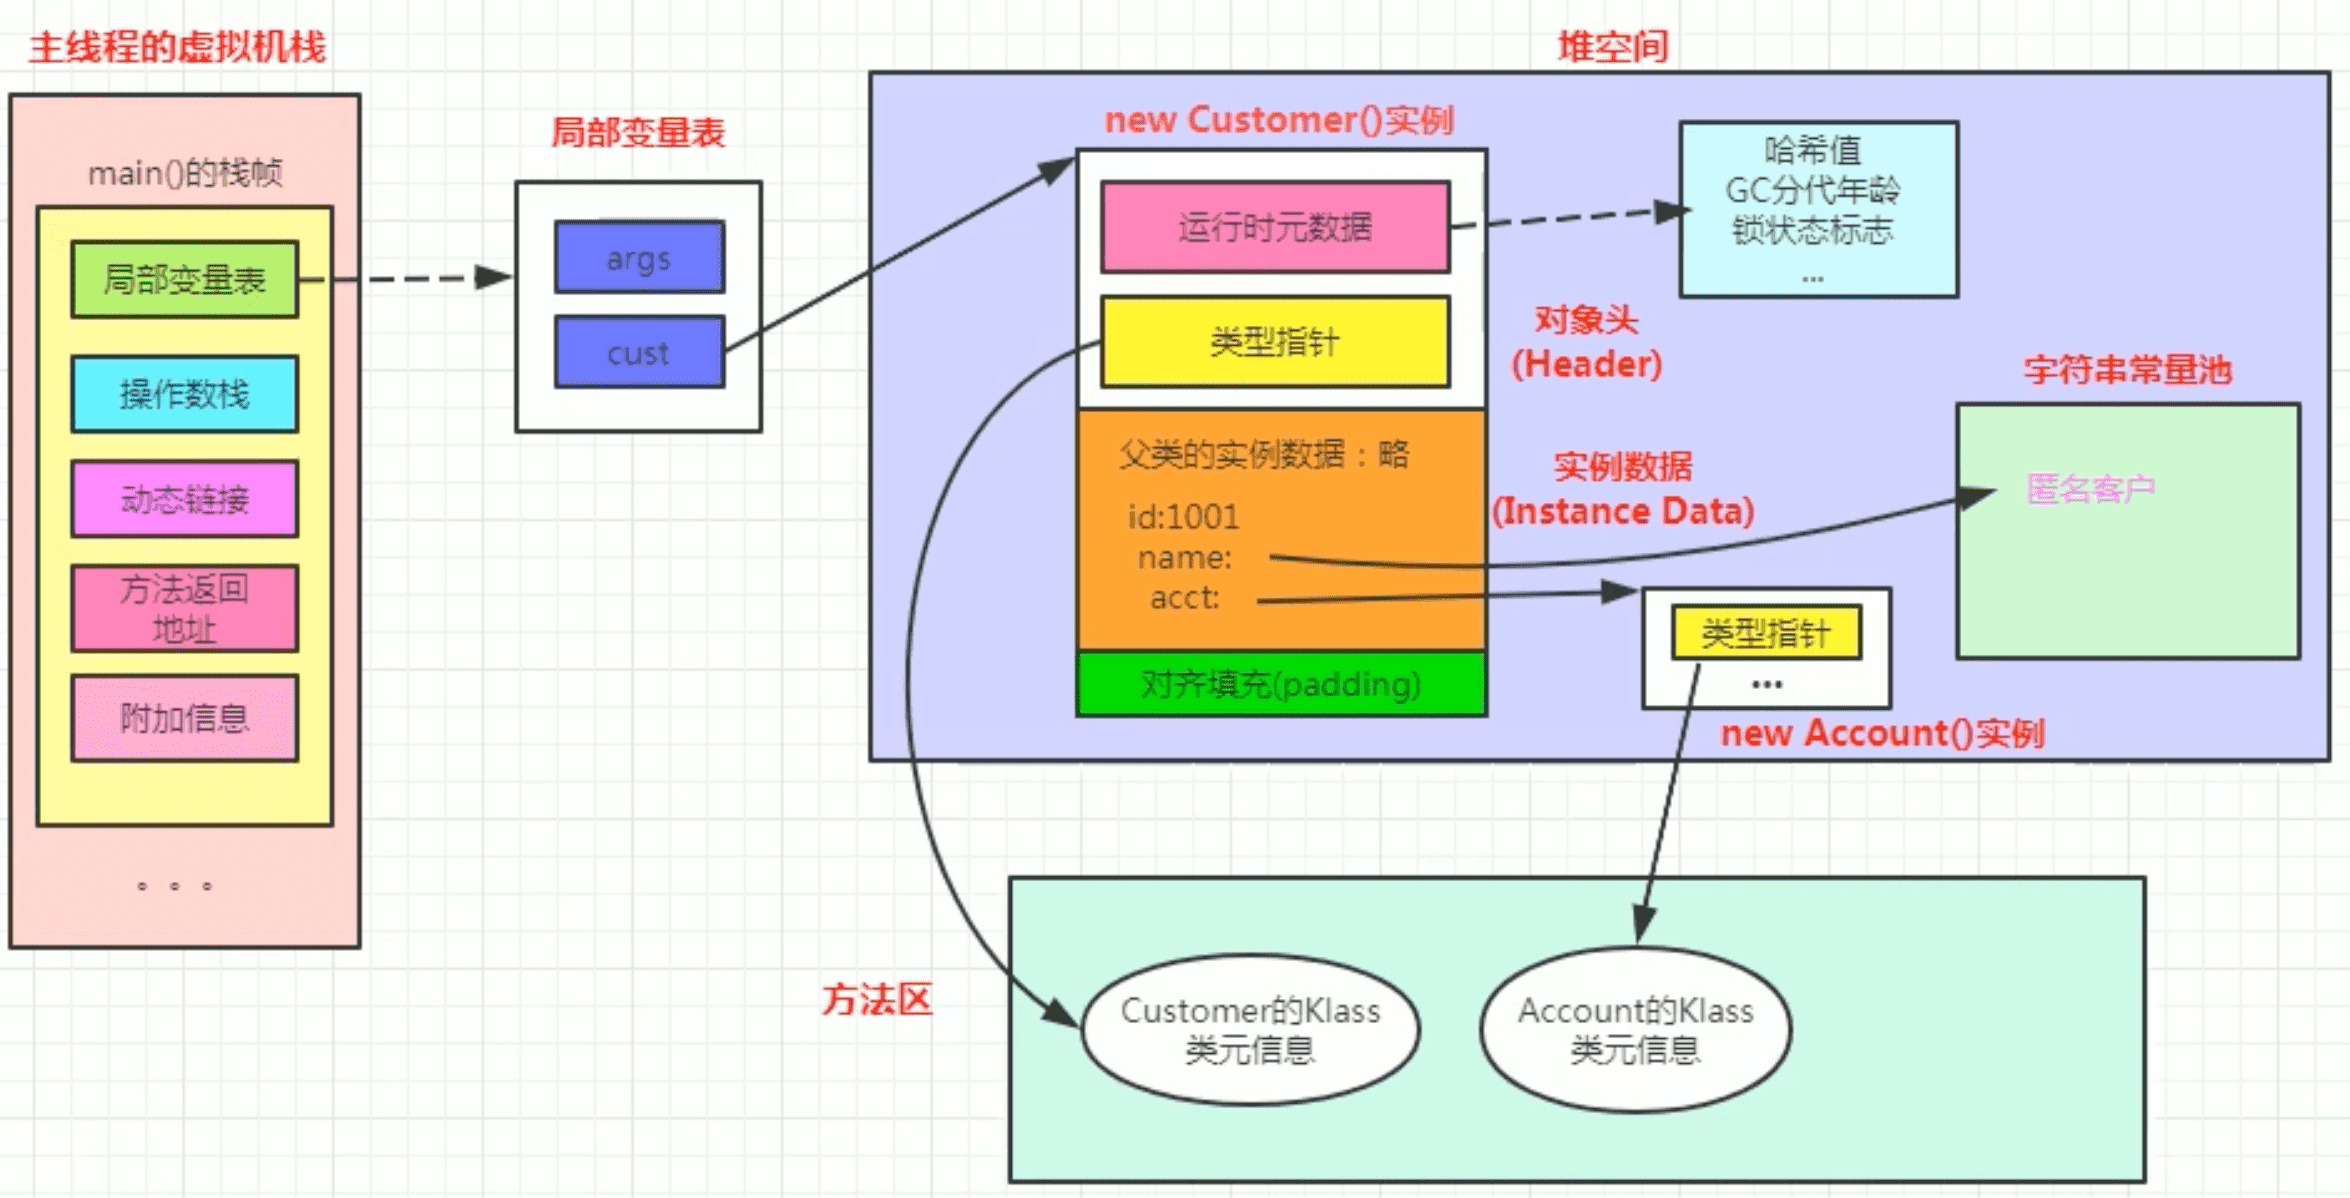 主线程的虚拟机栈
main()的栈帧
局部变量表
操作数栈
动态链接
方法返回
地址
附加信息
。。。
局部变量表
args
cust
堆空间
new Customer()实例
运行时元数据
类型指针
哈希值
GC分代年龄
锁状态标志
...
对象头
(Header)
父类的实例数据：略
id:1001
name:
acct:
实例数据
(Instance Data)
对齐填充(padding)
字符串常量池
匿名客户
类型指针
...
new Account()实例
方法区
Customer的Klass
类元信息
Account的Klass
类元信息